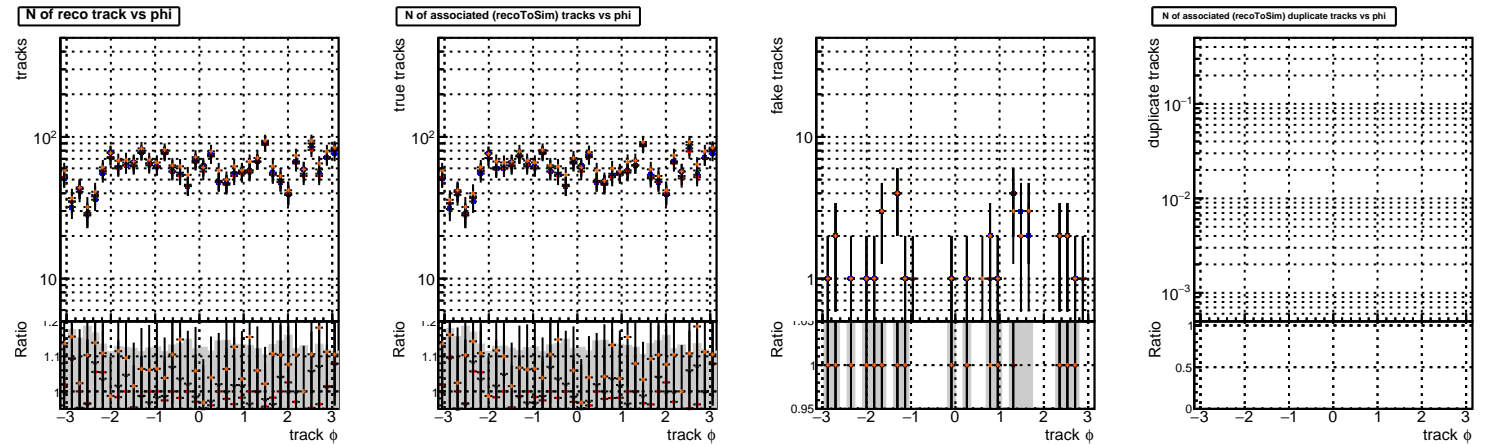 N of reco track vs phi
tracks
10²
10
Ratio
1.2
1.1
1
−3 −2 −1 0 1 2 3
track ϕ
N of associated (recoToSim) tracks vs phi
true tracks
10²
10
Ratio
1.2
1.1
1
−3 −2 −1 0 1 2 3
track ϕ
fake tracks
10
1
Ratio
1.05
1
0.95
−3 −2 −1 0 1 2 3
track ϕ
N of associated (recoToSim) duplicate tracks vs phi
duplicate tracks
10⁻¹
10⁻²
10⁻³
Ratio
1
0.5
0
−3 −2 −1 0 1 2 3
track ϕ